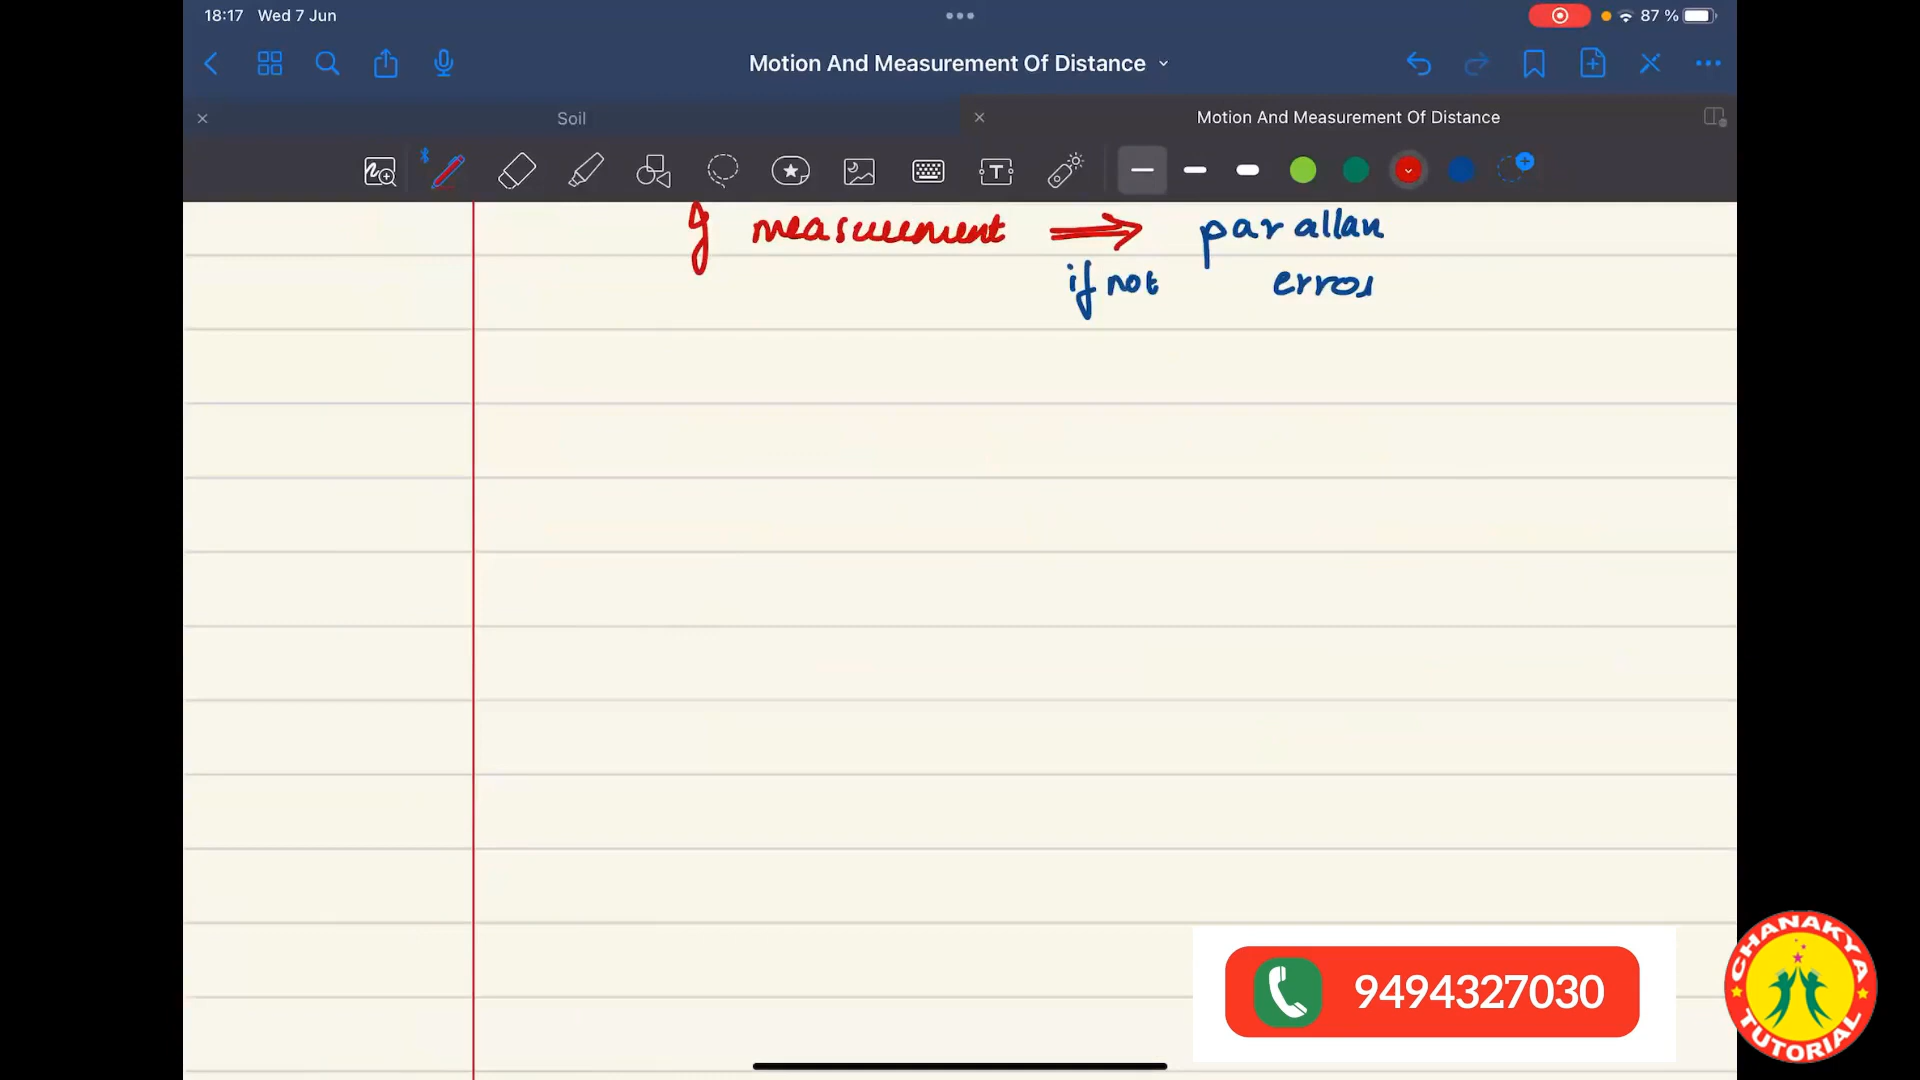 18:17 Wed 7 Jun
87 %
Motion And Measurement Of Distance
Soil
Motion And Measurement Of Distance
T
measurement ⟹ parallax
if not error
9494327030
CHANAKYA
TUTORIAL